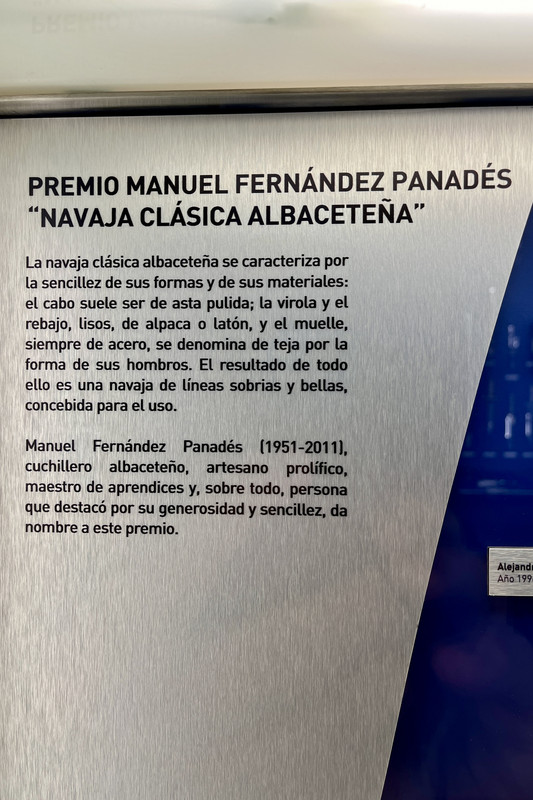 PREMIO MANUEL FERNÁNDEZ PANADÉS
“NAVAJA CLÁSICA ALBACETEÑA”
La navaja clásica albaceteña se caracteriza por
la sencillez de sus formas y de sus materiales:
el cabo suele ser de asta pulida; la virola y el
rebajo, lisos, de alpaca o latón, y el muelle,
siempre de acero, se denomina de teja por la
forma de sus hombros. El resultado de todo
ello es una navaja de líneas sobrias y bellas,
concebida para el uso.
Manuel Fernández Panadés (1951-2011),
cuchillero albaceteño, artesano prolífico,
maestro de aprendices y, sobre todo, persona
que destacó por su generosidad y sencillez, da
nombre a este premio.
Año